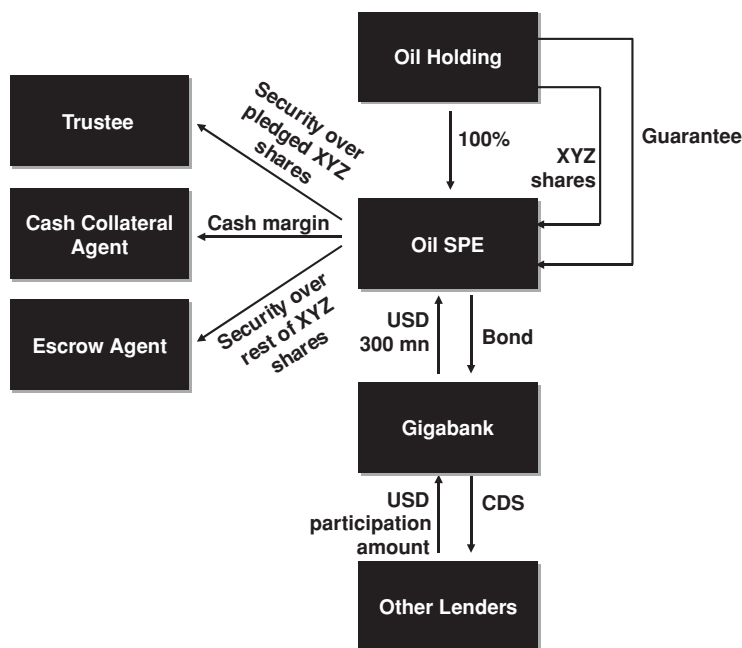 Oil Holding
Trustee
Security over
pledged XYZ
shares
100%
XYZ
shares
Guarantee
Cash Collateral
Agent
Cash margin
Oil SPE
Escrow Agent
Security over
rest of XYZ
shares
USD
300 mn
Bond
Gigabank
USD
participation
amount
CDS
Other Lenders